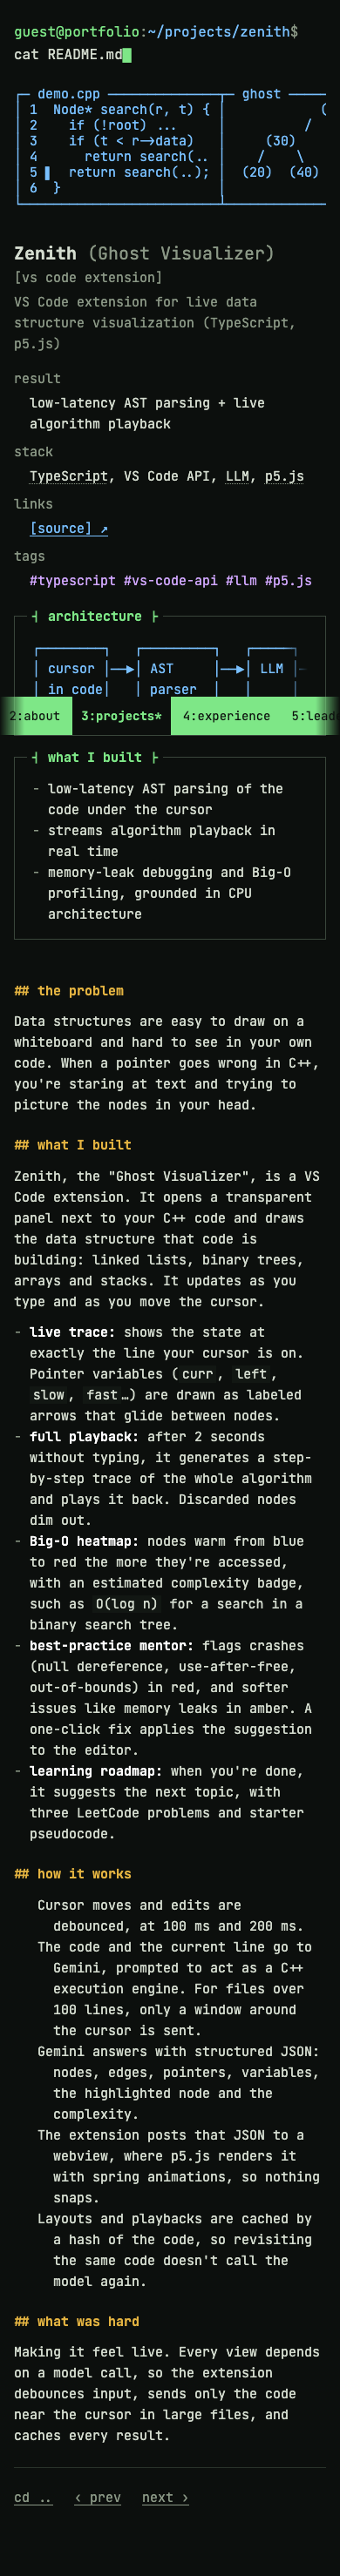 guest@portfolio:~/projects/zenith$
cat README.md
demo.cpp ghost
1 Node* search(r, t) { (
2 if (!root) ... /
3 if (t < r->data) (30)
4 return search(.. / \
5 return search(..); (20) (40)
6 }
Zenith (Ghost Visualizer)
[vs code extension]
VS Code extension for live data
structure visualization (TypeScript,
p5.js)
result
low-latency AST parsing + live
algorithm playback
stack
TypeScript, VS Code API, LLM, p5.js
links
[source] ↗
tags
#typescript #vs-code-api #llm #p5.js
architecture
cursor AST LLM
in code parser
2:about 3:projects* 4:experience 5:lead
what I built
- low-latency AST parsing of the
code under the cursor
- streams algorithm playback in
real time
- memory-leak debugging and Big-O
profiling, grounded in CPU
architecture
## the problem
Data structures are easy to draw on a
whiteboard and hard to see in your own
code. When a pointer goes wrong in C++,
you're staring at text and trying to
picture the nodes in your head.
## what I built
Zenith, the "Ghost Visualizer", is a VS
Code extension. It opens a transparent
panel next to your C++ code and draws
the data structure that code is
building: linked lists, binary trees,
arrays and stacks. It updates as you
type and as you move the cursor.
- live trace: shows the state at
exactly the line your cursor is on.
Pointer variables (curr, left,
slow, fast…) are drawn as labeled
arrows that glide between nodes.
- full playback: after 2 seconds
without typing, it generates a step-
by-step trace of the whole algorithm
and plays it back. Discarded nodes
dim out.
- Big-O heatmap: nodes warm from blue
to red the more they're accessed,
with an estimated complexity badge,
such as O(log n) for a search in a
binary search tree.
- best-practice mentor: flags crashes
(null dereference, use-after-free,
out-of-bounds) in red, and softer
issues like memory leaks in amber. A
one-click fix applies the suggestion
to the editor.
- learning roadmap: when you're done,
it suggests the next topic, with
three LeetCode problems and starter
pseudocode.
## how it works
Cursor moves and edits are
debounced, at 100 ms and 200 ms.
The code and the current line go to
Gemini, prompted to act as a C++
execution engine. For files over
100 lines, only a window around
the cursor is sent.
Gemini answers with structured JSON:
nodes, edges, pointers, variables,
the highlighted node and the
complexity.
The extension posts that JSON to a
webview, where p5.js renders it
with spring animations, so nothing
snaps.
Layouts and playbacks are cached by
a hash of the code, so revisiting
the same code doesn't call the
model again.
## what was hard
Making it feel live. Every view depends
on a model call, so the extension
debounces input, sends only the code
near the cursor in large files, and
caches every result.
cd .. ‹ prev next ›